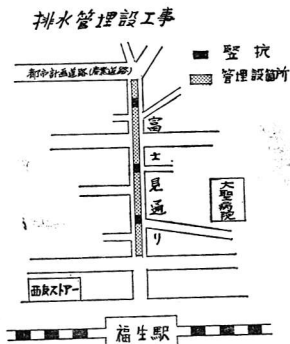 排水管埋設工事
竪坑
管埋設箇所
都市計画道路(産業道路)
富士見通り
大聖病院
西友ストアー
福生駅